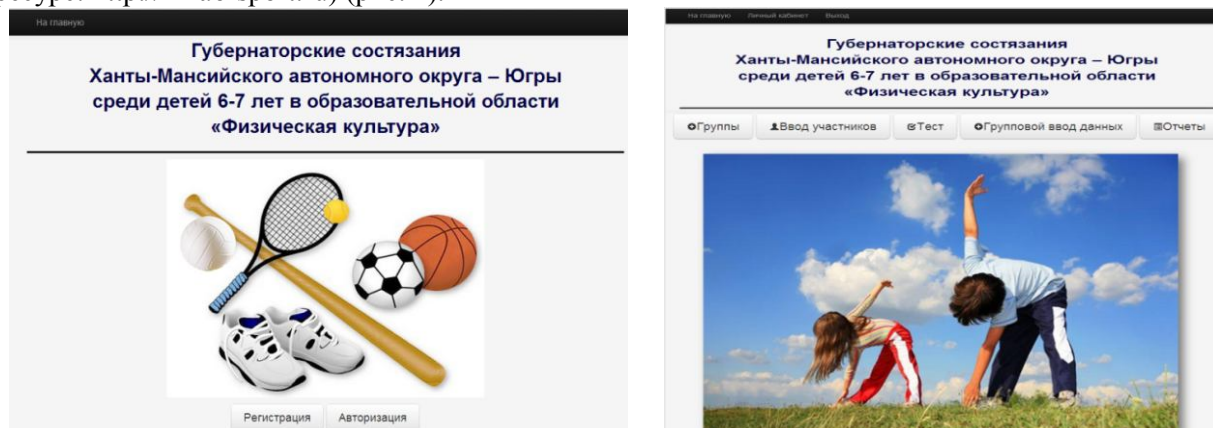 На главную
Губернаторские состязания
Ханты-Мансийского автономного округа – Югры
среди детей 6-7 лет в образовательной области
«Физическая культура»
Регистрация Авторизация
На главную Личный кабинет Выход
Губернаторские состязания
Ханты-Мансийского автономного округа – Югры
среди детей 6-7 лет в образовательной области
«Физическая культура»
Группы Ввод участников Тест Групповой ввод данных Отчеты